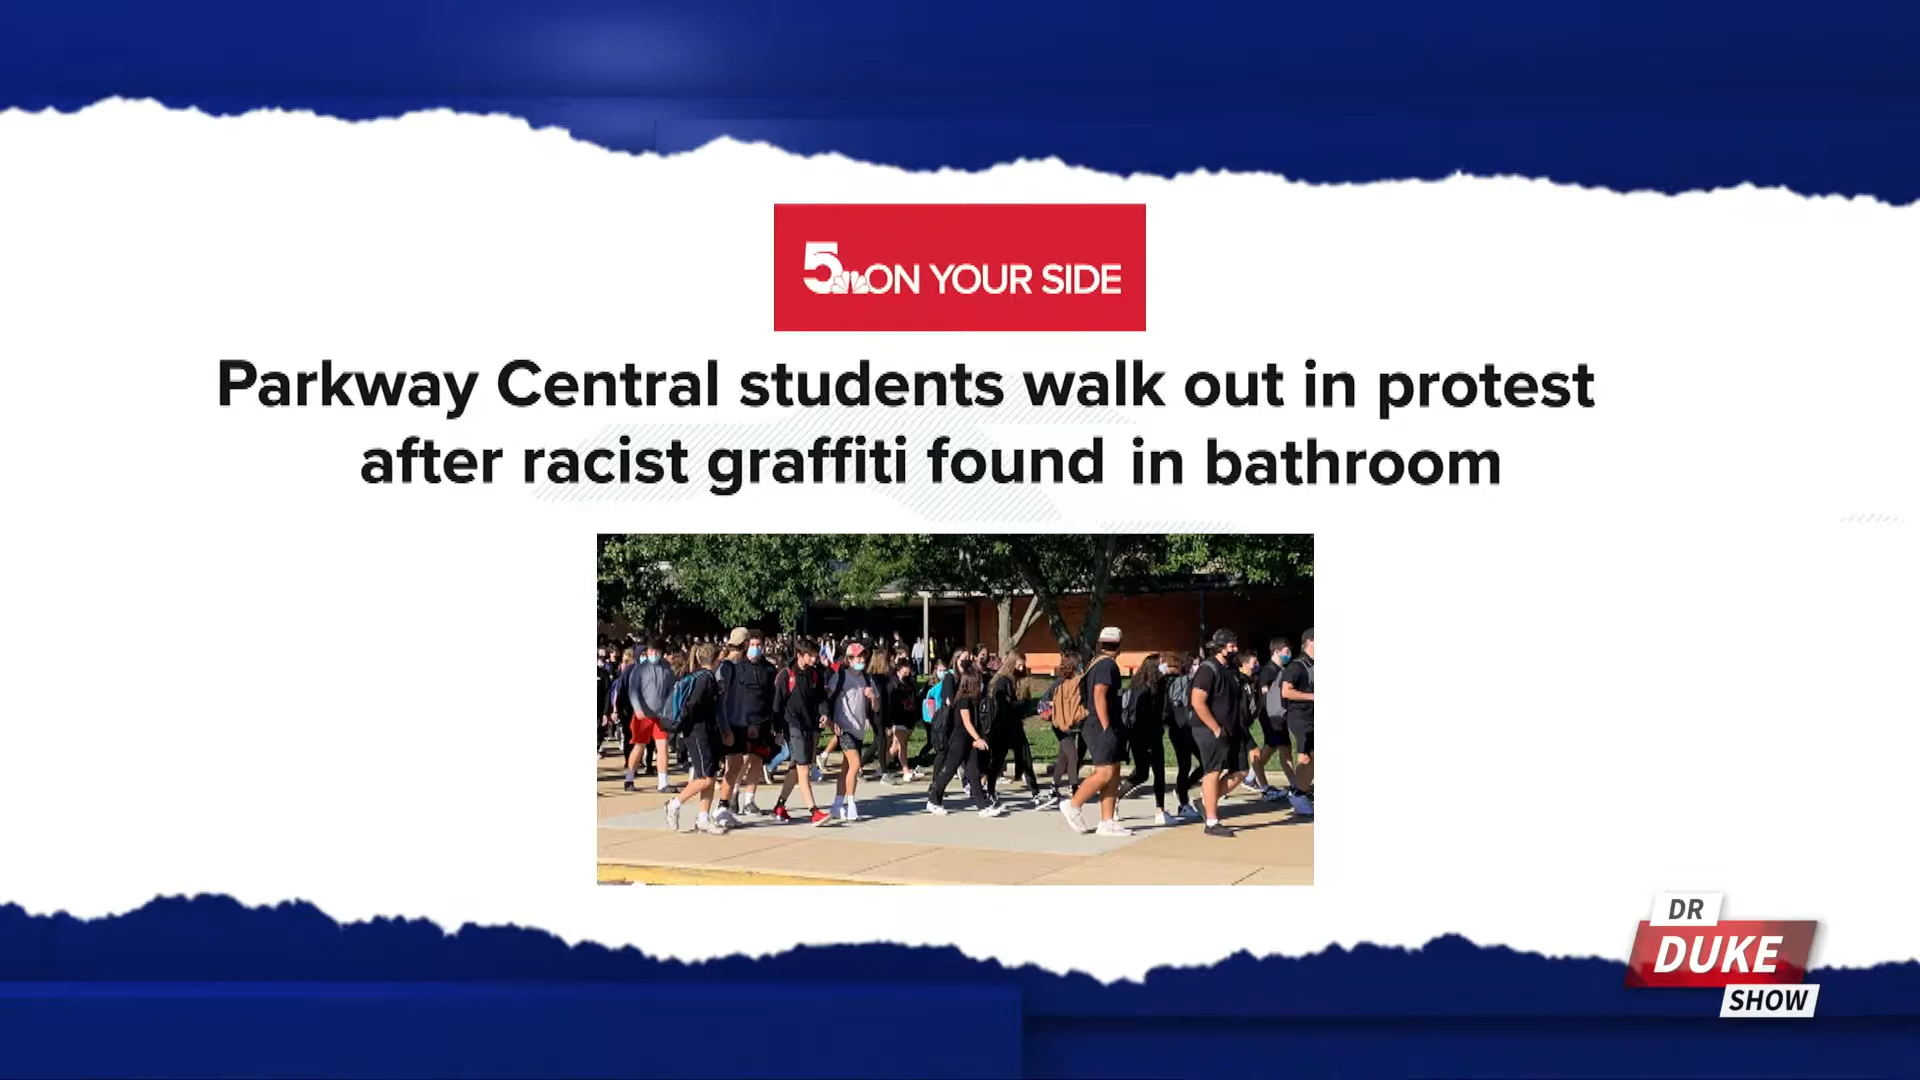 5 ON YOUR SIDE
Parkway Central students walk out in protest
after racist graffiti found in bathroom
DR
DUKE
SHOW